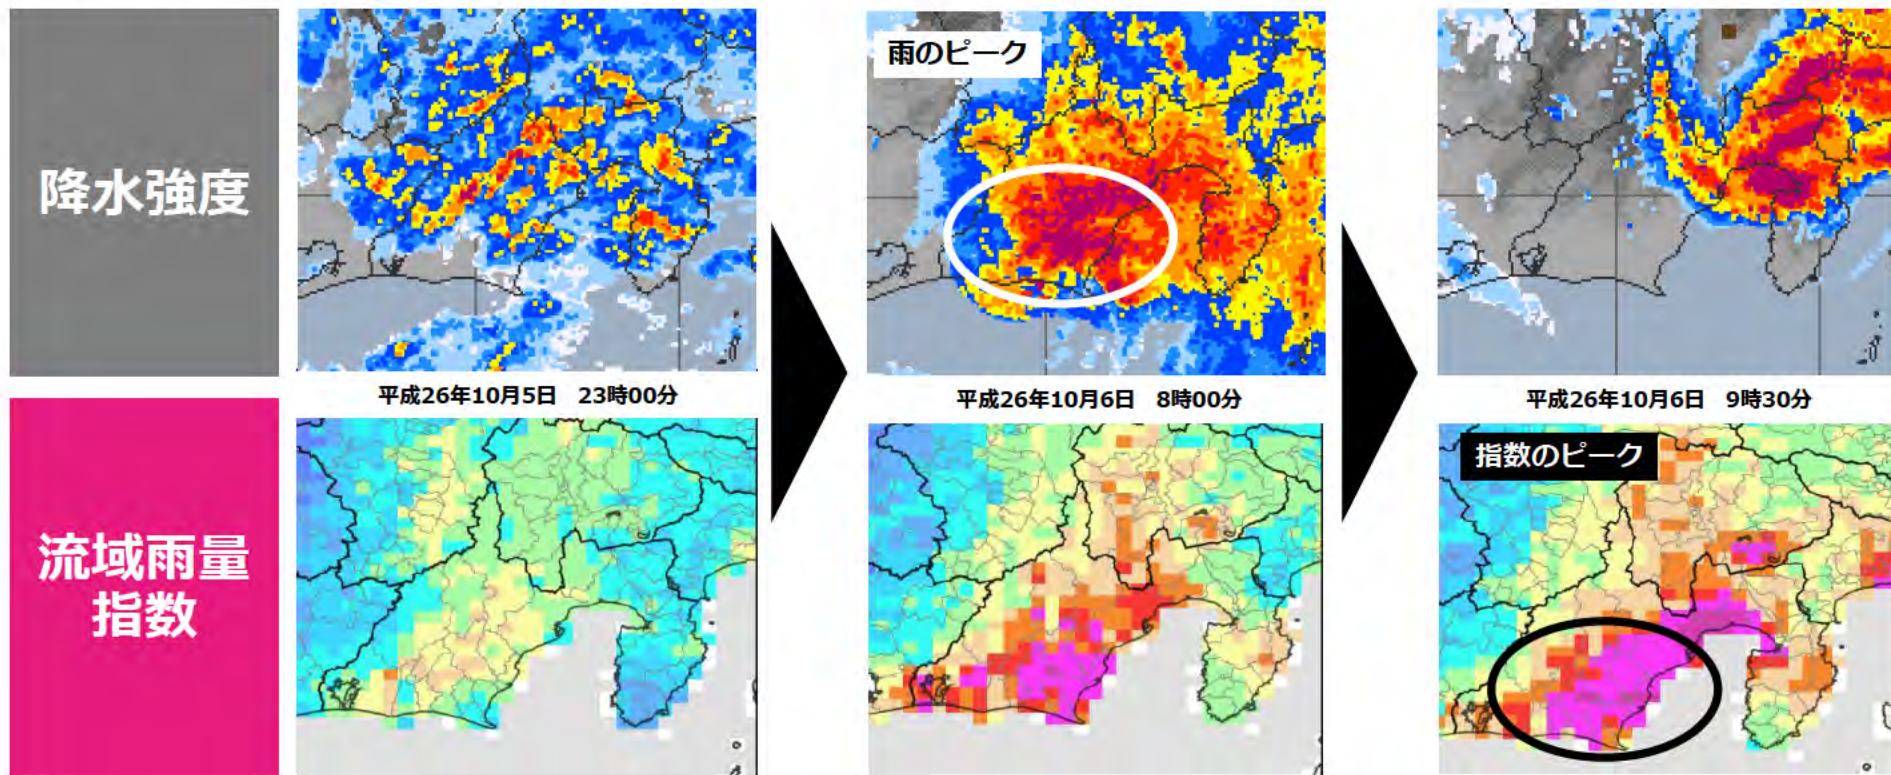 降水強度
雨のピーク
平成26年10月5日 23時00分
平成26年10月6日 8時00分
平成26年10月6日 9時30分
流域雨量
指数
指数のピーク